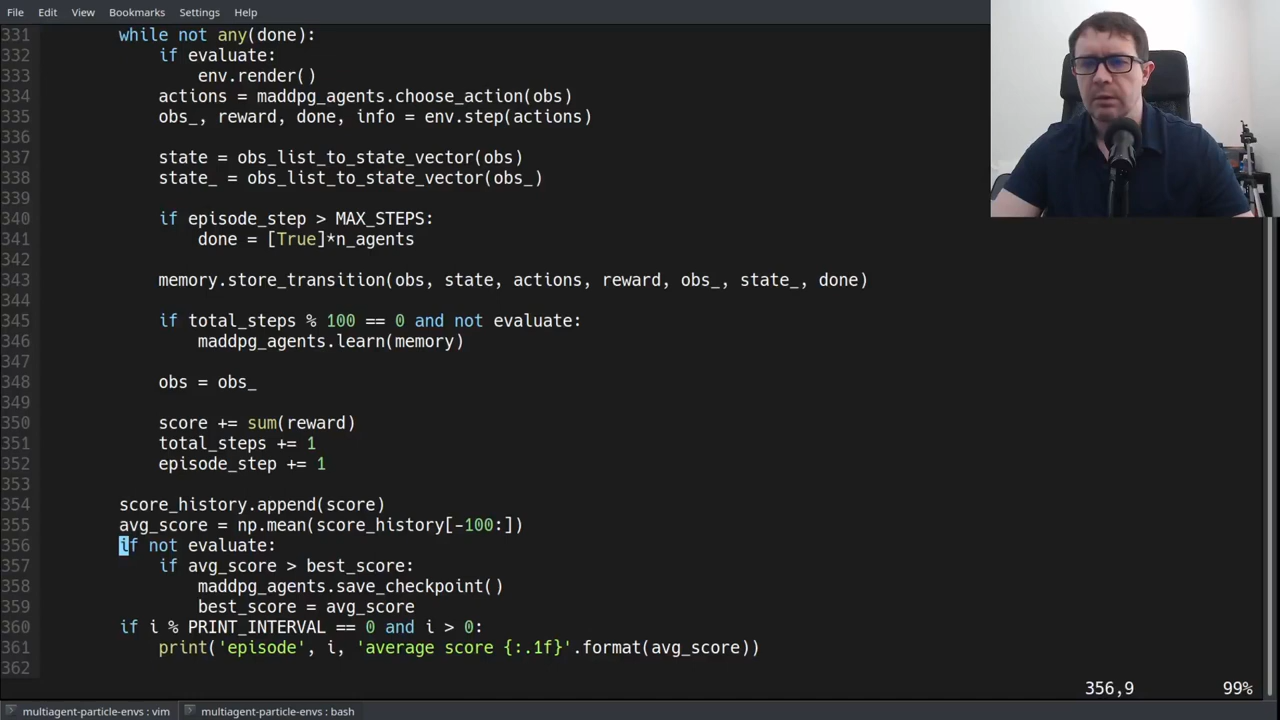 File Edit View Bookmarks Settings Help
331 while not any(done):
332 if evaluate:
333 env.render()
334 actions = maddpg_agents.choose_action(obs)
335 obs_, reward, done, info = env.step(actions)
336
337 state = obs_list_to_state_vector(obs)
338 state_ = obs_list_to_state_vector(obs_)
339
340 if episode_step > MAX_STEPS:
341 done = [True]*n_agents
342
343 memory.store_transition(obs, state, actions, reward, obs_, state_, done)
344
345 if total_steps % 100 == 0 and not evaluate:
346 maddpg_agents.learn(memory)
347
348 obs = obs_
349
350 score += sum(reward)
351 total_steps += 1
352 episode_step += 1
353
354 score_history.append(score)
355 avg_score = np.mean(score_history[-100:])
356 if not evaluate:
357 if avg_score > best_score:
358 maddpg_agents.save_checkpoint()
359 best_score = avg_score
360 if i % PRINT_INTERVAL == 0 and i > 0:
361 print('episode', i, 'average score {:.1f}'.format(avg_score))
362
356,9 99%
multiagent-particle-envs : vim multiagent-particle-envs : bash